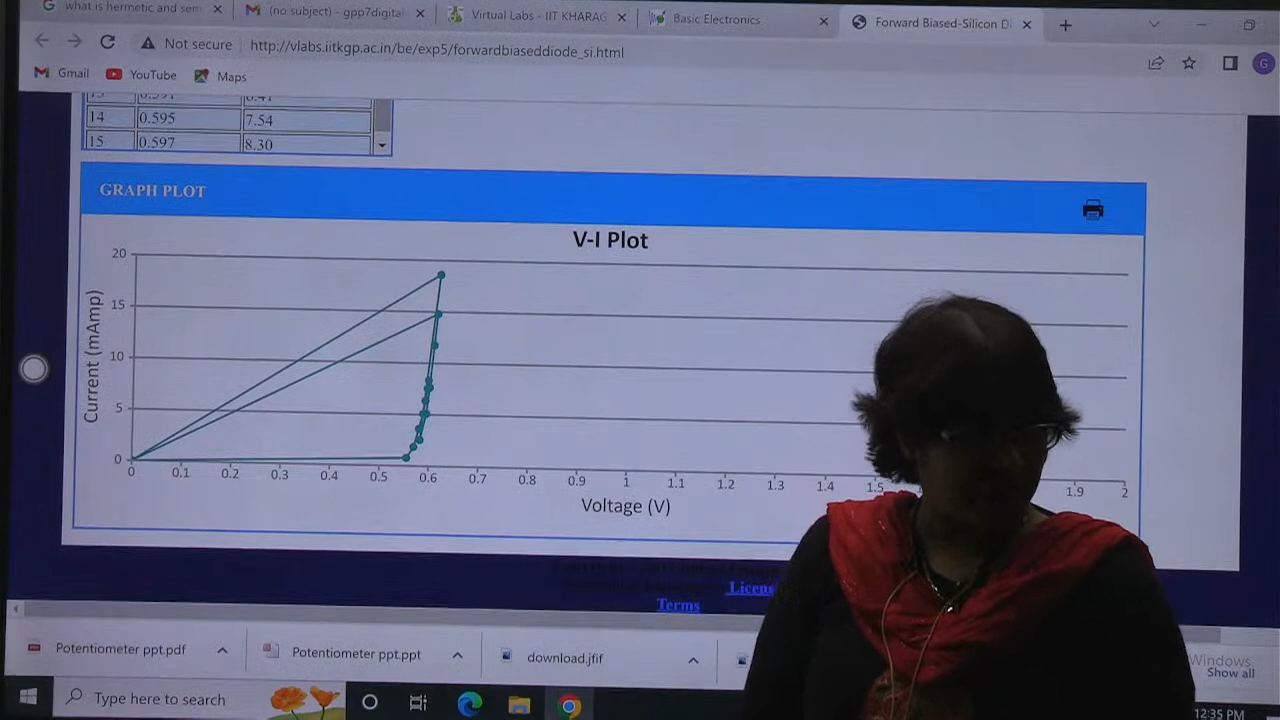 what is hermetic and sem
(no subject) - gpp7digital
Virtual Labs - IIT KHARAG
Basic Electronics
Forward Biased-Silicon Di
Not secure | http://vlabs.iitkgp.ac.in/be/exp5/forwardbiaseddiode_si.html
G
Gmail YouTube Maps
14 0.595 7.54
15 0.597 8.30
GRAPH PLOT
V-I Plot
Current (mAmp)
20
15
10
5
0
0 0.1 0.2 0.3 0.4 0.5 0.6 0.7 0.8 0.9 1 1.1 1.2 1.3 1.4 1.5 1.9 2
Voltage (V)
Licens
Terms
Potentiometer ppt.pdf
Potentiometer ppt.ppt
download.jfif
Windows
Show all
Type here to search
12:35 PM